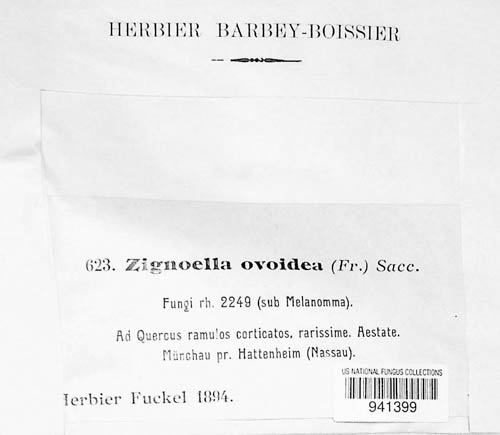 HERBIER BARBEY-BOISSIER
623. Zignoella ovoidea (Fr.) Sacc.
Fungi rh. 2249 (sub Melanomma).
Ad Quercus ramulos corticatos, rarissime. Aestate.
Münchau pr. Hattenheim (Nassau).
Herbier Fuckel 1894.
US NATIONAL FUNGUS COLLECTIONS
941399